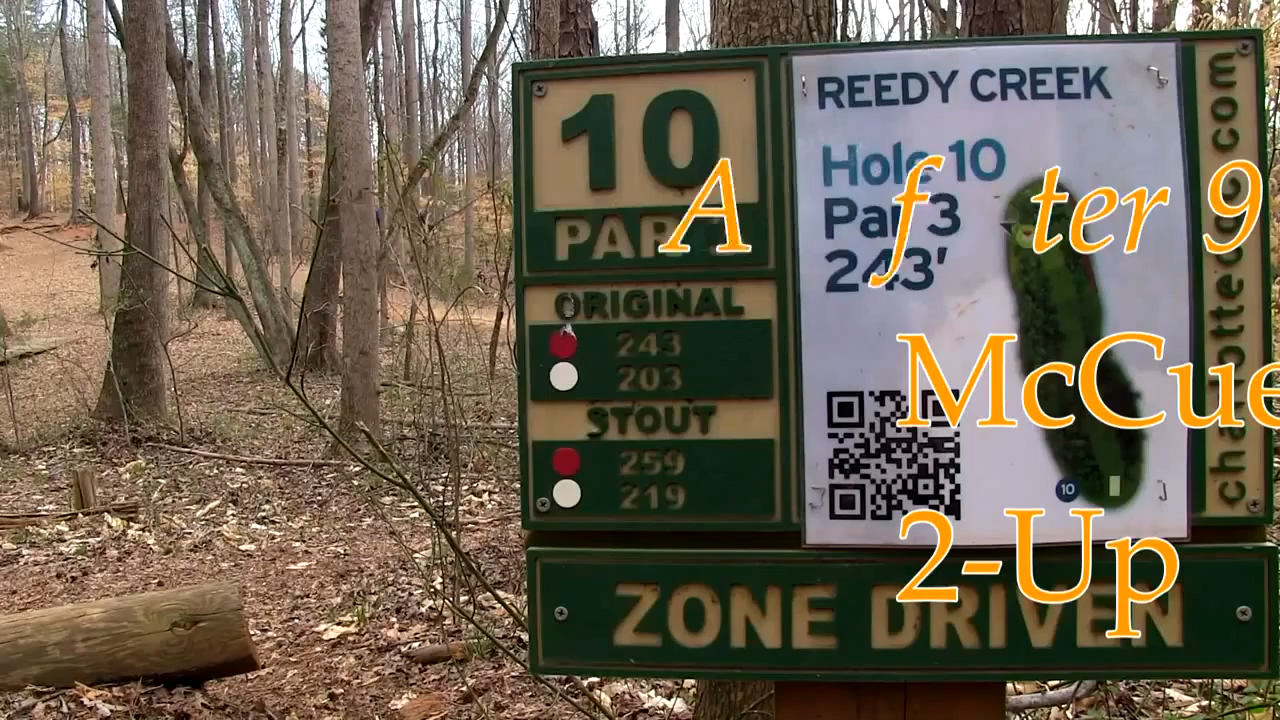 10
PAR 3
ORIGINAL
243
203
STOUT
259
219
REEDY CREEK
Hole 10
Par 3
243'
10
charlottedgc.com
ZONE DRIVEN
After 9
McCue
2-Up